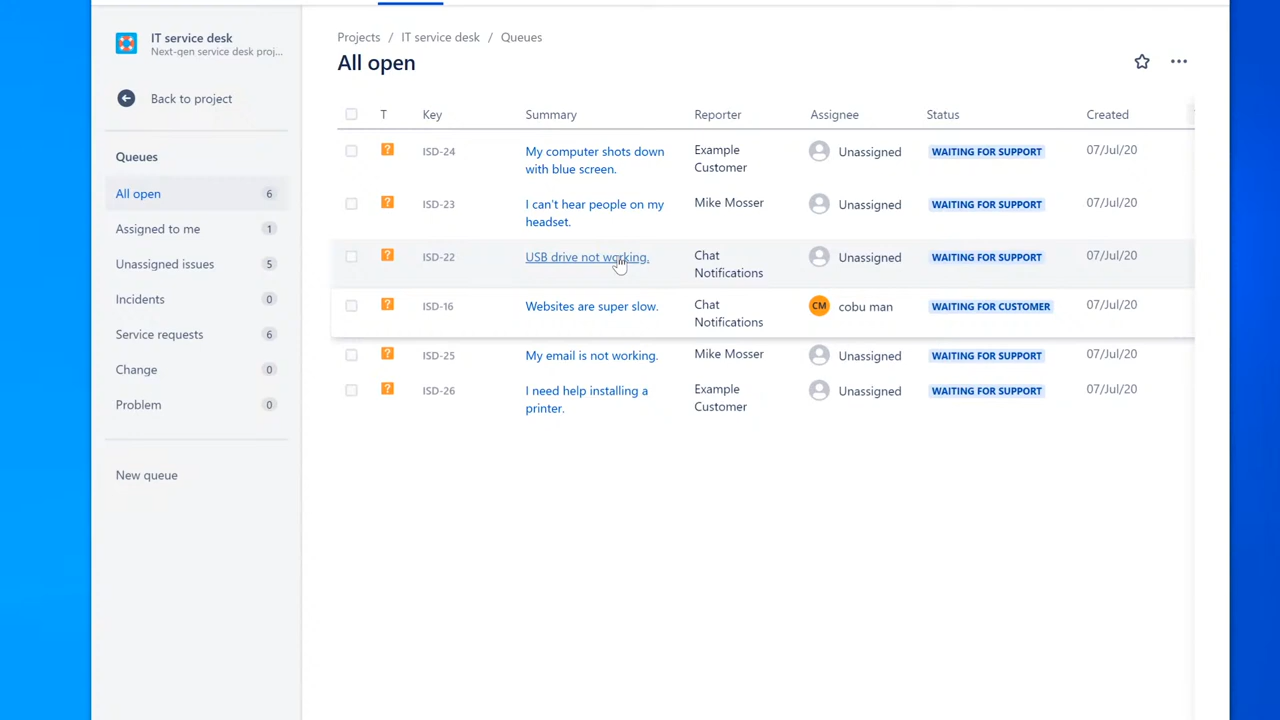 IT service desk
Next-gen service desk proj...
Back to project
Queues
All open 6
Assigned to me 1
Unassigned issues 5
Incidents 0
Service requests 6
Change 0
Problem 0
New queue
Projects / IT service desk / Queues
All open
T Key Summary Reporter Assignee Status Created
ISD-24 My computer shots down with blue screen. Example Customer Unassigned WAITING FOR SUPPORT 07/Jul/20
ISD-23 I can't hear people on my headset. Mike Mosser Unassigned WAITING FOR SUPPORT 07/Jul/20
ISD-22 USB drive not working. Chat Notifications Unassigned WAITING FOR SUPPORT 07/Jul/20
ISD-16 Websites are super slow. Chat Notifications CM cobu man WAITING FOR CUSTOMER 07/Jul/20
ISD-25 My email is not working. Mike Mosser Unassigned WAITING FOR SUPPORT 07/Jul/20
ISD-26 I need help installing a printer. Example Customer Unassigned WAITING FOR SUPPORT 07/Jul/20